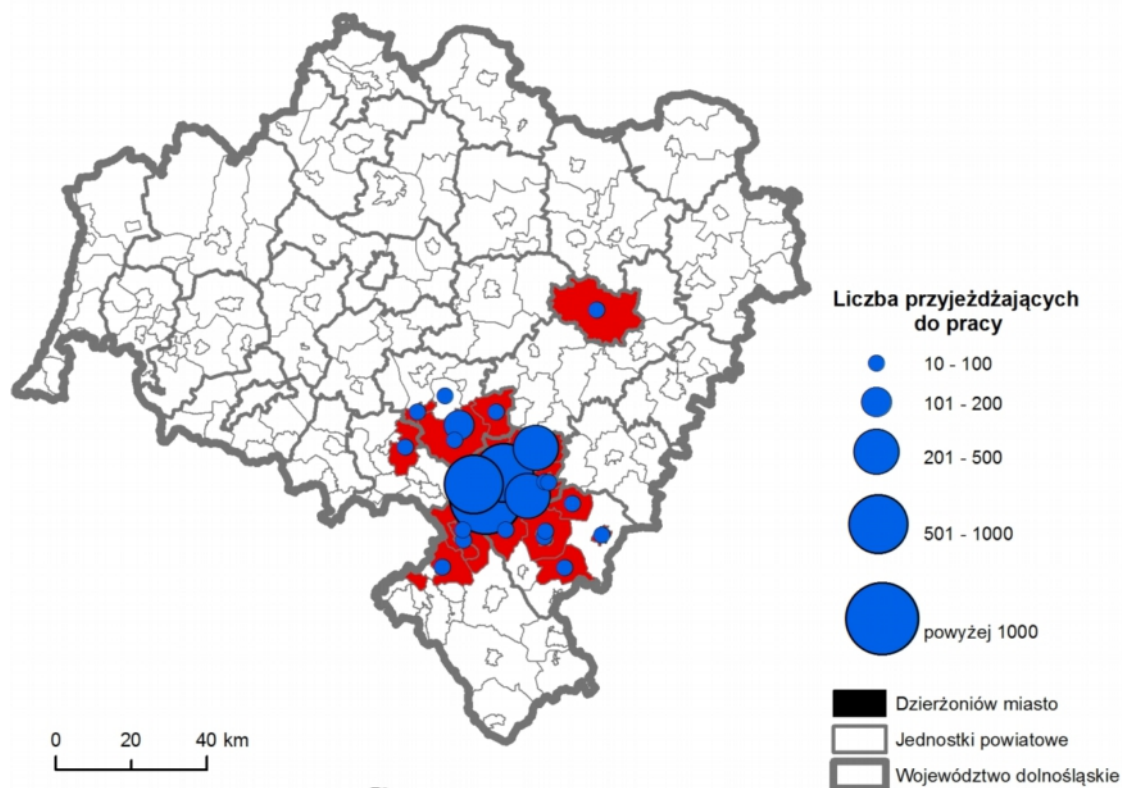 Liczba przyjeżdżających
do pracy
10 - 100
101 - 200
201 - 500
501 - 1000
powyżej 1000
Dzierżoniów miasto
Jednostki powiatowe
Województwo dolnośląskie
0 20 40 km